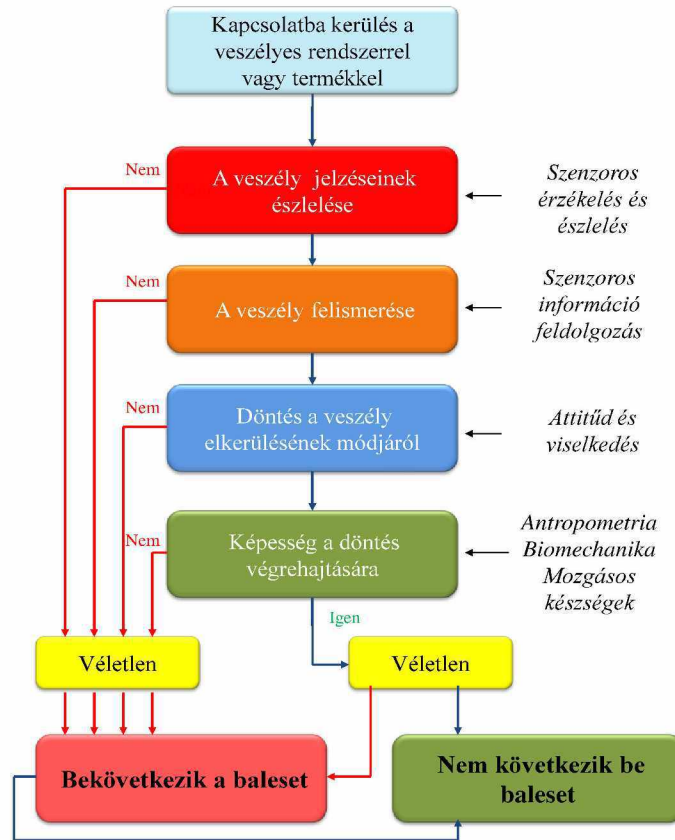 Kapcsolatba kerülés a
veszélyes rendszerrel
vagy termékkel
Nem
A veszély jelzéseinek
észlelése
Szenzoros
érzékelés és
észlelés
Nem
A veszély felismerése
Szenzoros
információ
feldolgozás
Nem
Döntés a veszély
elkerülésének módjáról
Attitűd és
viselkedés
Nem
Képesség a döntés
végrehajtására
Antropometria
Biomechanika
Mozgásos
készségek
Igen
Véletlen
Véletlen
Bekövetkezik a baleset
Nem következik be
baleset